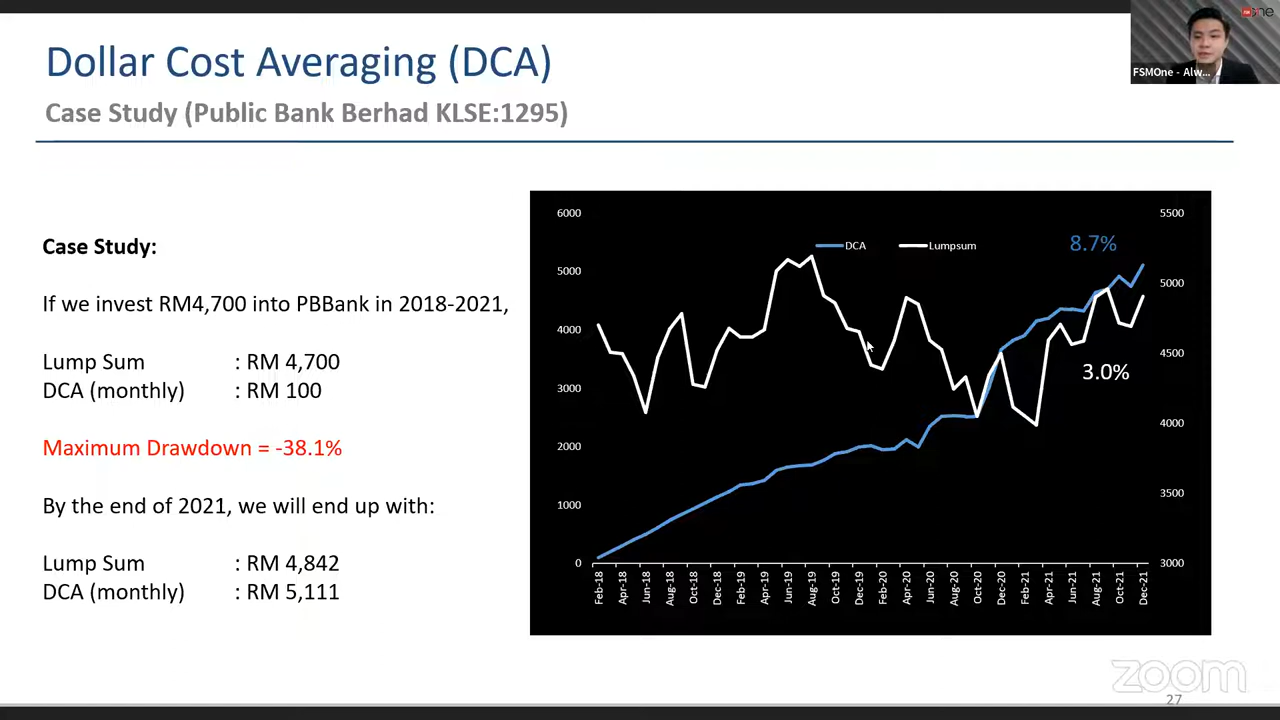 Dollar Cost Averaging (DCA)
Case Study (Public Bank Berhad KLSE:1295)
FSMOne - Alw...
Case Study:
If we invest RM4,700 into PBBank in 2018-2021,
Lump Sum : RM 4,700
DCA (monthly) : RM 100
Maximum Drawdown = -38.1%
By the end of 2021, we will end up with:
Lump Sum : RM 4,842
DCA (monthly) : RM 5,111
DCA Lumpsum
8.7%
3.0%
6000
5000
4000
3000
2000
1000
0
5500
5000
4500
4000
3500
3000
Feb-18 Apr-18 Jun-18 Aug-18 Oct-18 Dec-18 Feb-19 Apr-19 Jun-19 Aug-19 Oct-19 Dec-19 Feb-20 Apr-20 Jun-20 Aug-20 Oct-20 Dec-20 Feb-21 Apr-21 Jun-21 Aug-21 Oct-21 Dec-21
zoom
27